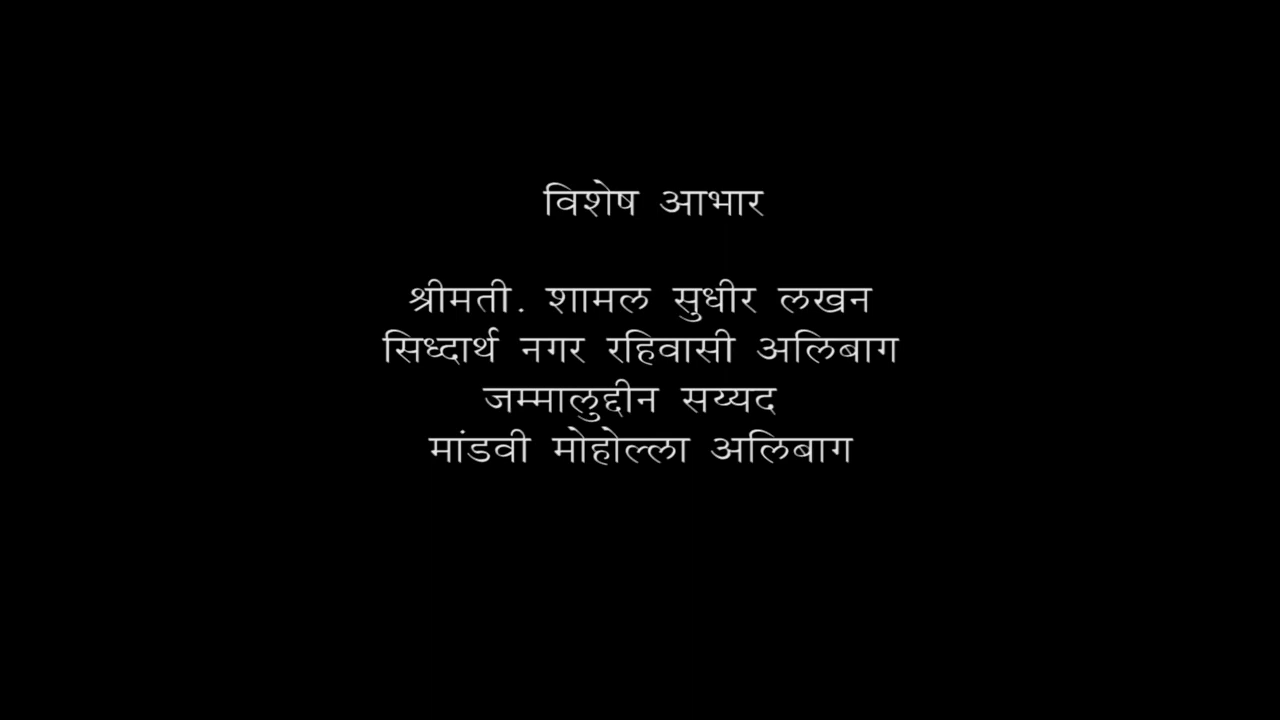 विशेष आभार
श्रीमती. शामल सुधीर लखन
सिध्दार्थ नगर रहिवासी अलिबाग
जम्मालुद्दीन सय्यद
मांडवी मोहोल्ला अलिबाग